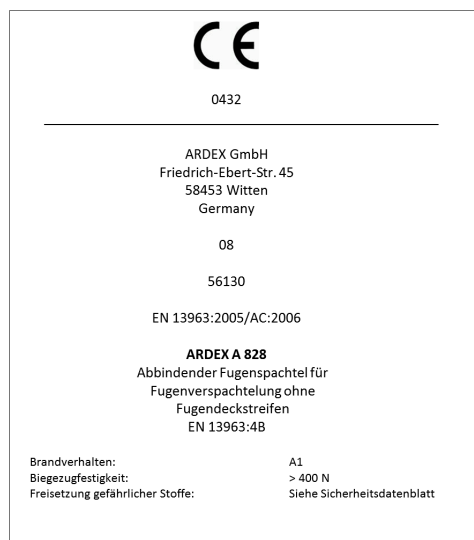 CE
0432
ARDEX GmbH
Friedrich-Ebert-Str. 45
58453 Witten
Germany
08
56130
EN 13963:2005/AC:2006
ARDEX A 828
Abbindender Fugenspachtel für
Fugenverspachtelung ohne
Fugendeckstreifen
EN 13963:4B
Brandverhalten: A1
Biegezugfestigkeit: > 400 N
Freisetzung gefährlicher Stoffe: Siehe Sicherheitsdatenblatt